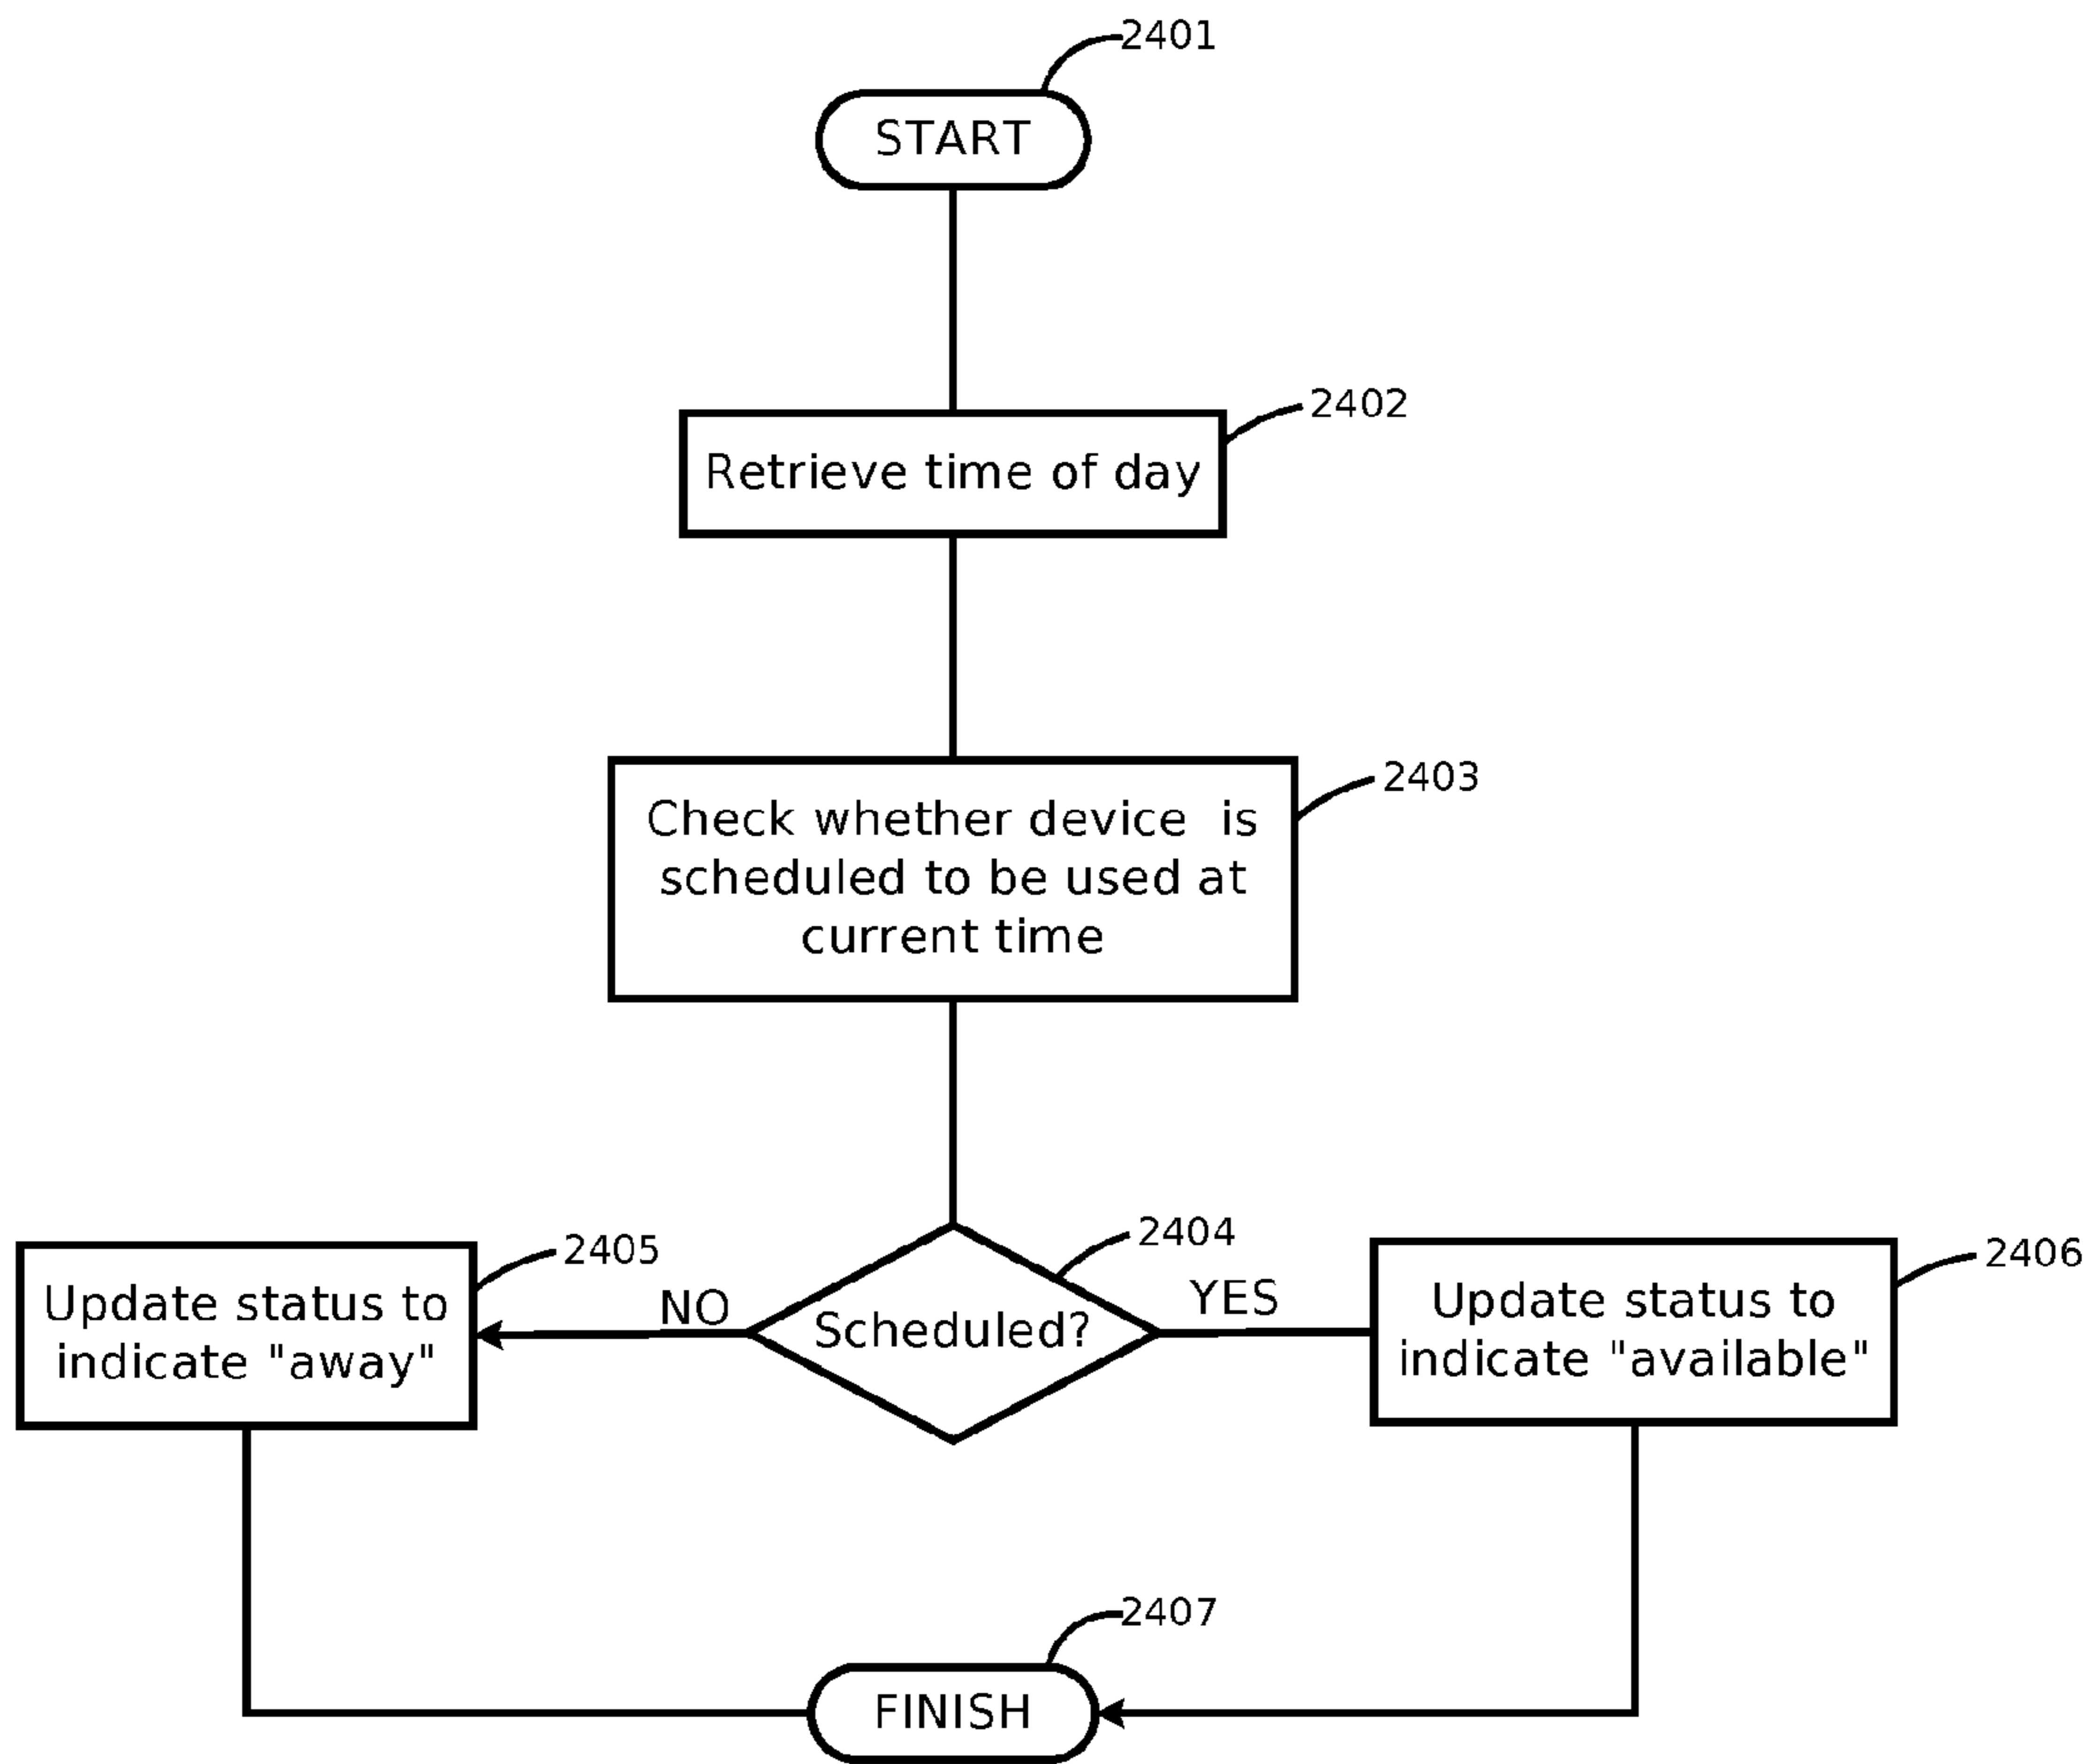 2401
START
2402
Retrieve time of day
2403
Check whether device is
scheduled to be used at
current time
2404
Scheduled?
NO
YES
2405
Update status to
indicate "away"
2406
Update status to
indicate "available"
2407
FINISH